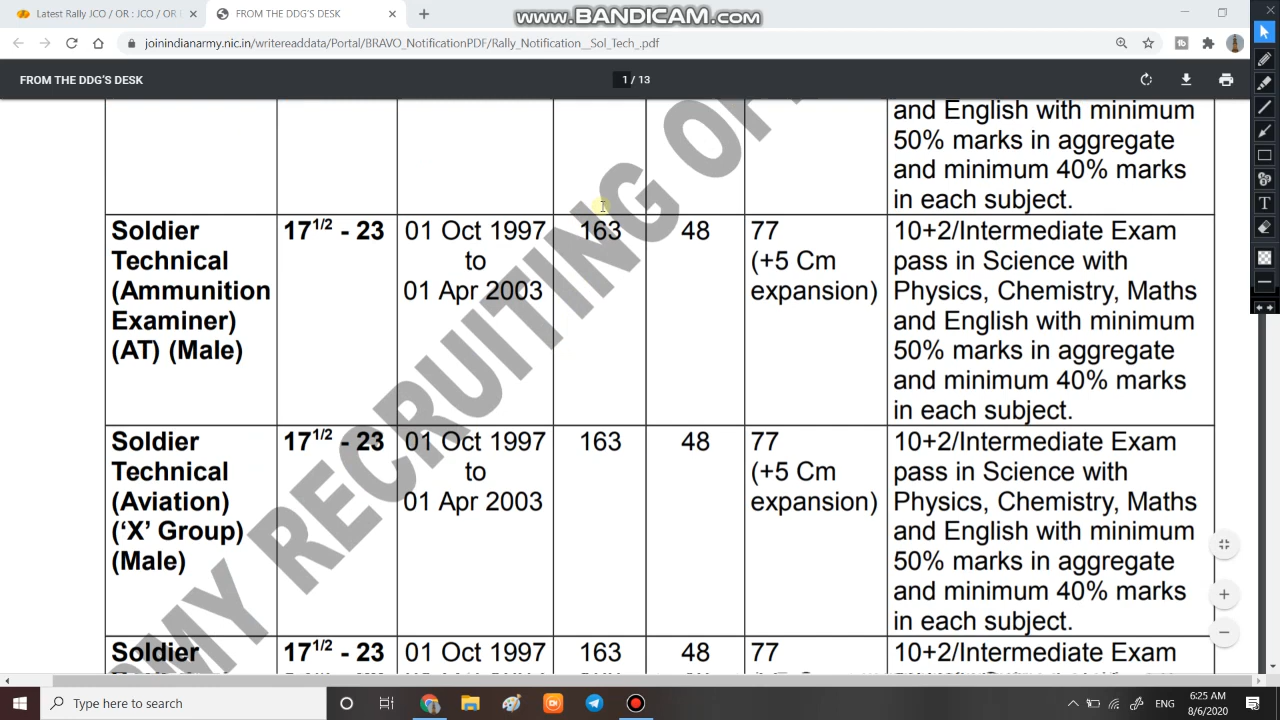 Latest Rally JCO / OR : JCO / OR
FROM THE DDG'S DESK
www.BANDICAM.com
joinindianarmy.nic.in/writereaddata/Portal/BRAVO_NotificationPDF/Rally_Notification__Sol_Tech_.pdf
FROM THE DDG'S DESK
1 / 13
and English with minimum
50% marks in aggregate
and minimum 40% marks
in each subject.
Soldier
Technical
(Ammunition
Examiner)
(AT) (Male)
17 1/2 - 23
01 Oct 1997
to
01 Apr 2003
163
48
77
(+5 Cm
expansion)
10+2/Intermediate Exam
pass in Science with
Physics, Chemistry, Maths
and English with minimum
50% marks in aggregate
and minimum 40% marks
in each subject.
Soldier
Technical
(Aviation)
('X' Group)
(Male)
17 1/2 - 23
01 Oct 1997
to
01 Apr 2003
163
48
77
(+5 Cm
expansion)
10+2/Intermediate Exam
pass in Science with
Physics, Chemistry, Maths
and English with minimum
50% marks in aggregate
and minimum 40% marks
in each subject.
Soldier
17 1/2 - 23
01 Oct 1997
163
48
77
10+2/Intermediate Exam
MY RECRUITING OF
Type here to search
ENG
6:25 AM
8/6/2020